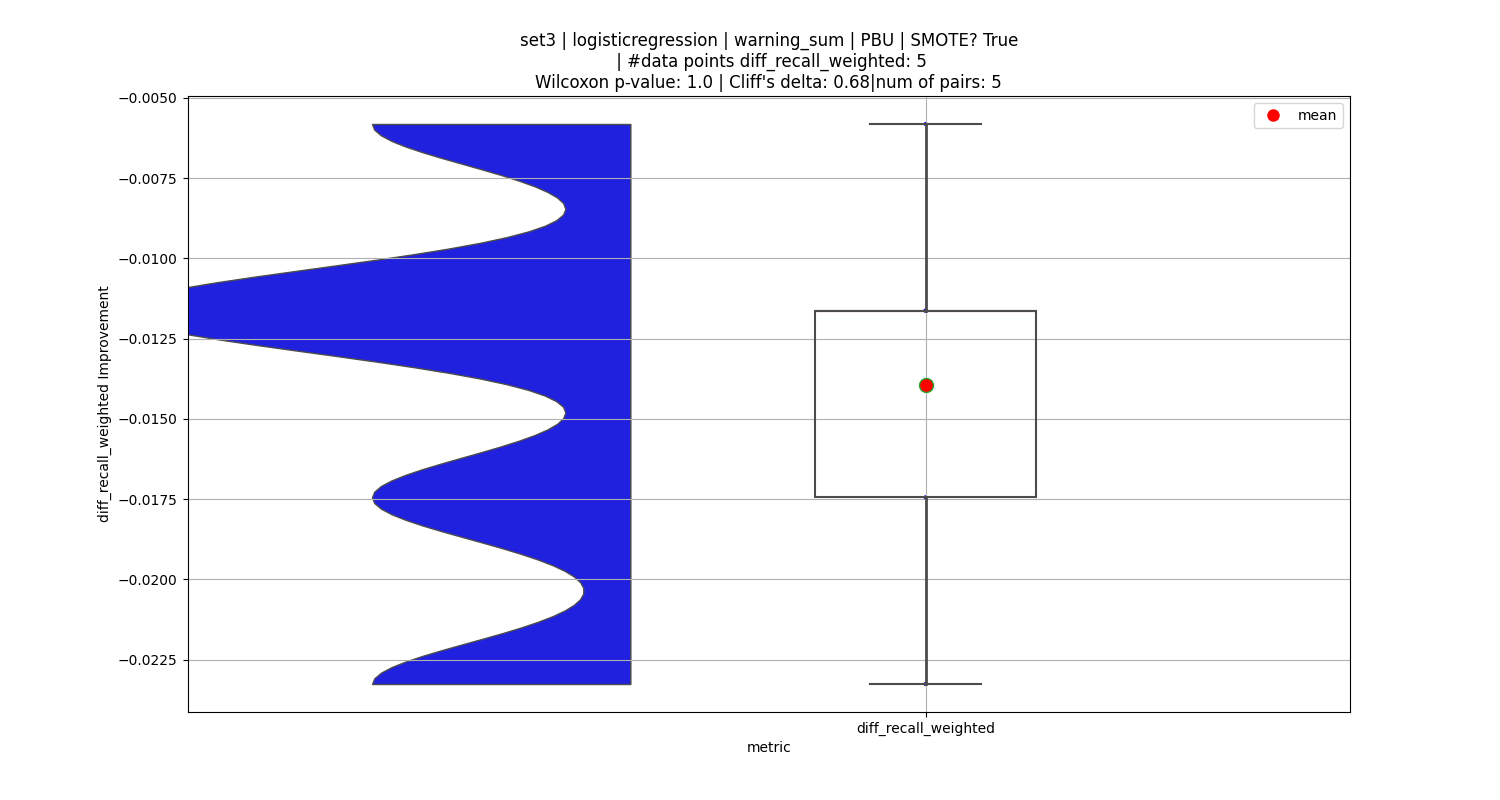 set3 | logisticregression | warning_sum | PBU | SMOTE? True
| #data points diff_recall_weighted: 5
Wilcoxon p-value: 1.0 | Cliff's delta: 0.68|num of pairs: 5
mean
−0.0050
−0.0075
−0.0100
−0.0125
−0.0150
−0.0175
−0.0200
−0.0225
diff_recall_weighted Improvement
diff_recall_weighted
metric